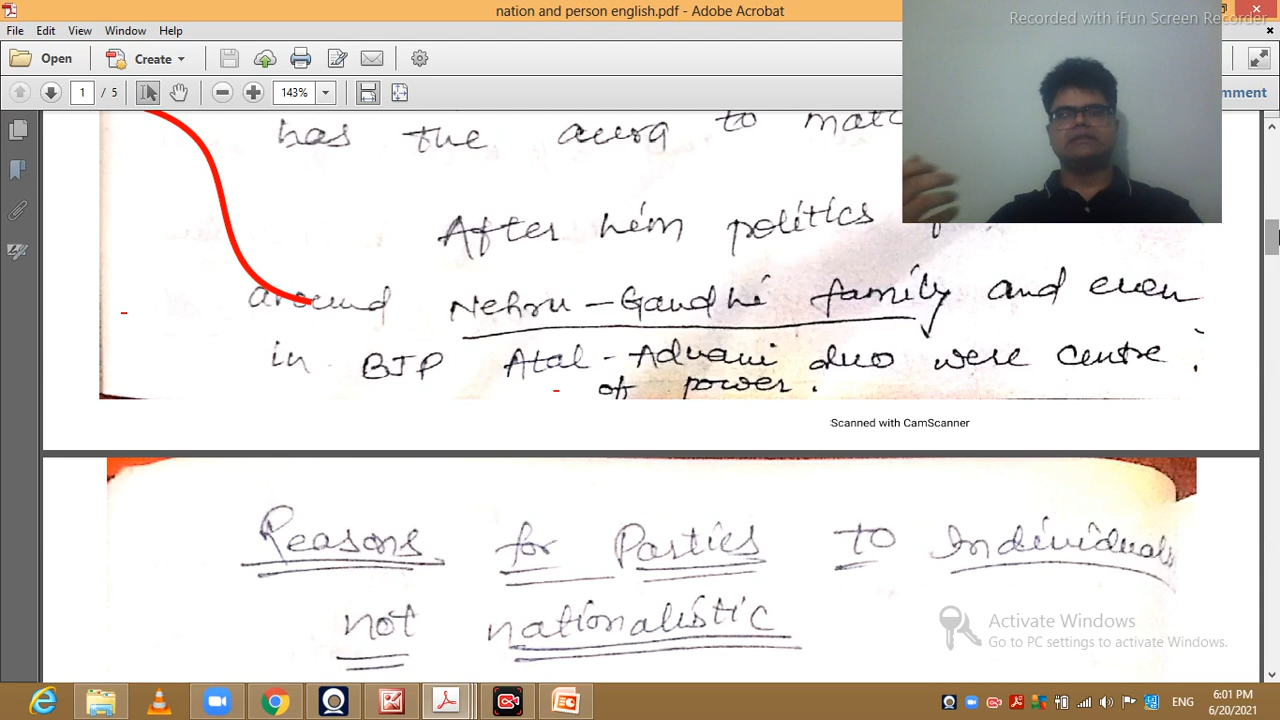 nation and person english.pdf - Adobe Acrobat
Recorded with iFun Screen Recorder
File Edit View Window Help
Open Create
1 / 5 143% mment
has the aura to
After him politics
around Nehru - Gandhi family and even
in BJP Atal - Advani duo were centre
of power.
Scanned with CamScanner
Reasons for Parties to Individuals
not nationalistic
Activate Windows
Go to PC settings to activate Windows.
ENG
6:01 PM
6/20/2021